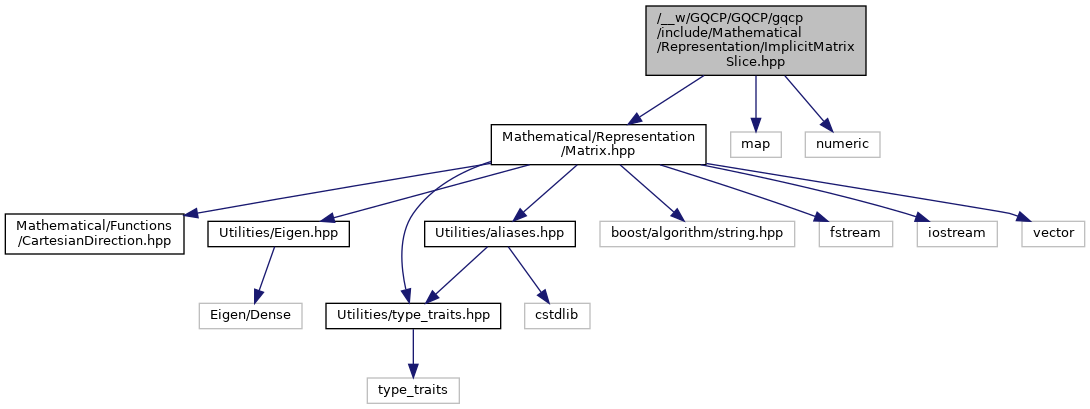 /__w/GQCP/GQCP/gqcp
/include/Mathematical
/Representation/ImplicitMatrix
Slice.hpp
Mathematical/Representation
/Matrix.hpp
map
numeric
Mathematical/Functions
/CartesianDirection.hpp
Utilities/Eigen.hpp
Utilities/aliases.hpp
boost/algorithm/string.hpp
fstream
iostream
vector
Eigen/Dense
Utilities/type_traits.hpp
cstdlib
type_traits